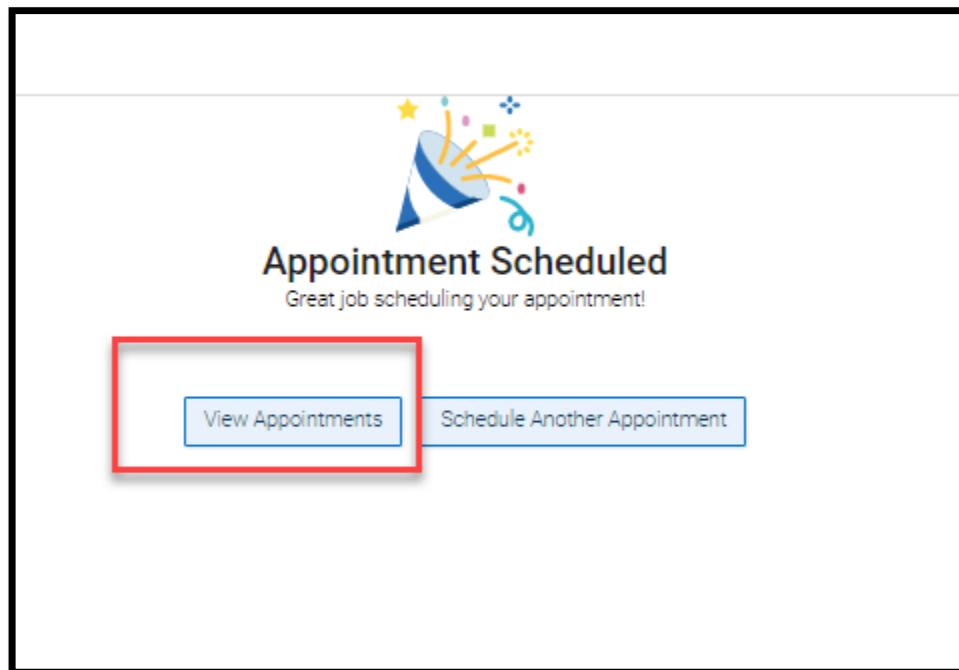 Appointment Scheduled
Great job scheduling your appointment!
View Appointments
Schedule Another Appointment